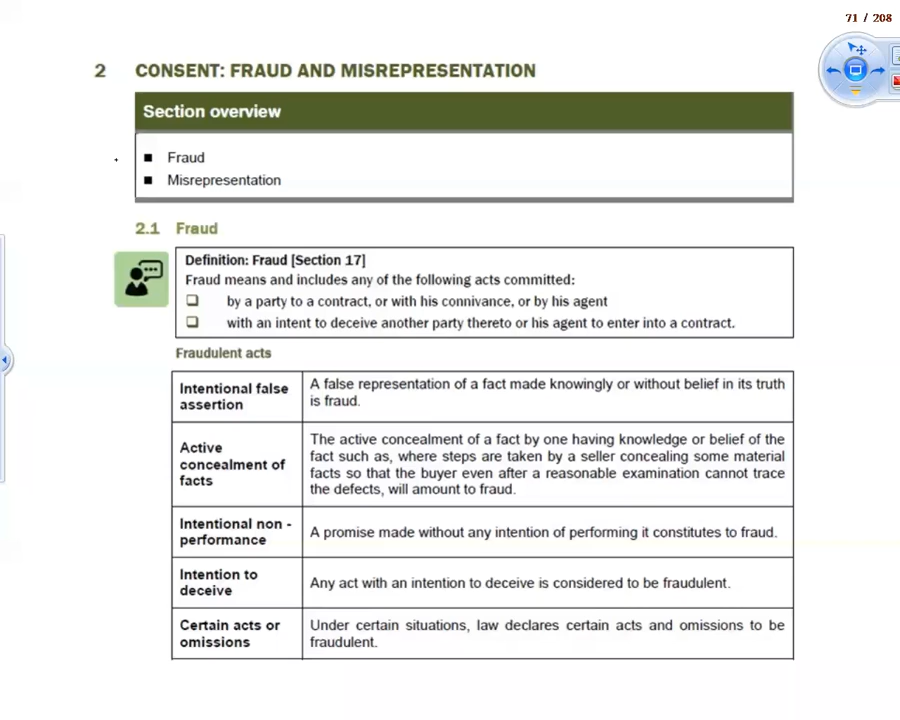 71 / 208
2 CONSENT: FRAUD AND MISREPRESENTATION
Section overview
■ Fraud
■ Misrepresentation
2.1 Fraud
Definition: Fraud [Section 17]
Fraud means and includes any of the following acts committed:
❑ by a party to a contract, or with his connivance, or by his agent
❑ with an intent to deceive another party thereto or his agent to enter into a contract.
Fraudulent acts
Intentional false
assertion
A false representation of a fact made knowingly or without belief in its truth
is fraud.
Active
concealment of
facts
The active concealment of a fact by one having knowledge or belief of the
fact such as, where steps are taken by a seller concealing some material
facts so that the buyer even after a reasonable examination cannot trace
the defects, will amount to fraud.
Intentional non -
performance
A promise made without any intention of performing it constitutes to fraud.
Intention to
deceive
Any act with an intention to deceive is considered to be fraudulent.
Certain acts or
omissions
Under certain situations, law declares certain acts and omissions to be
fraudulent.